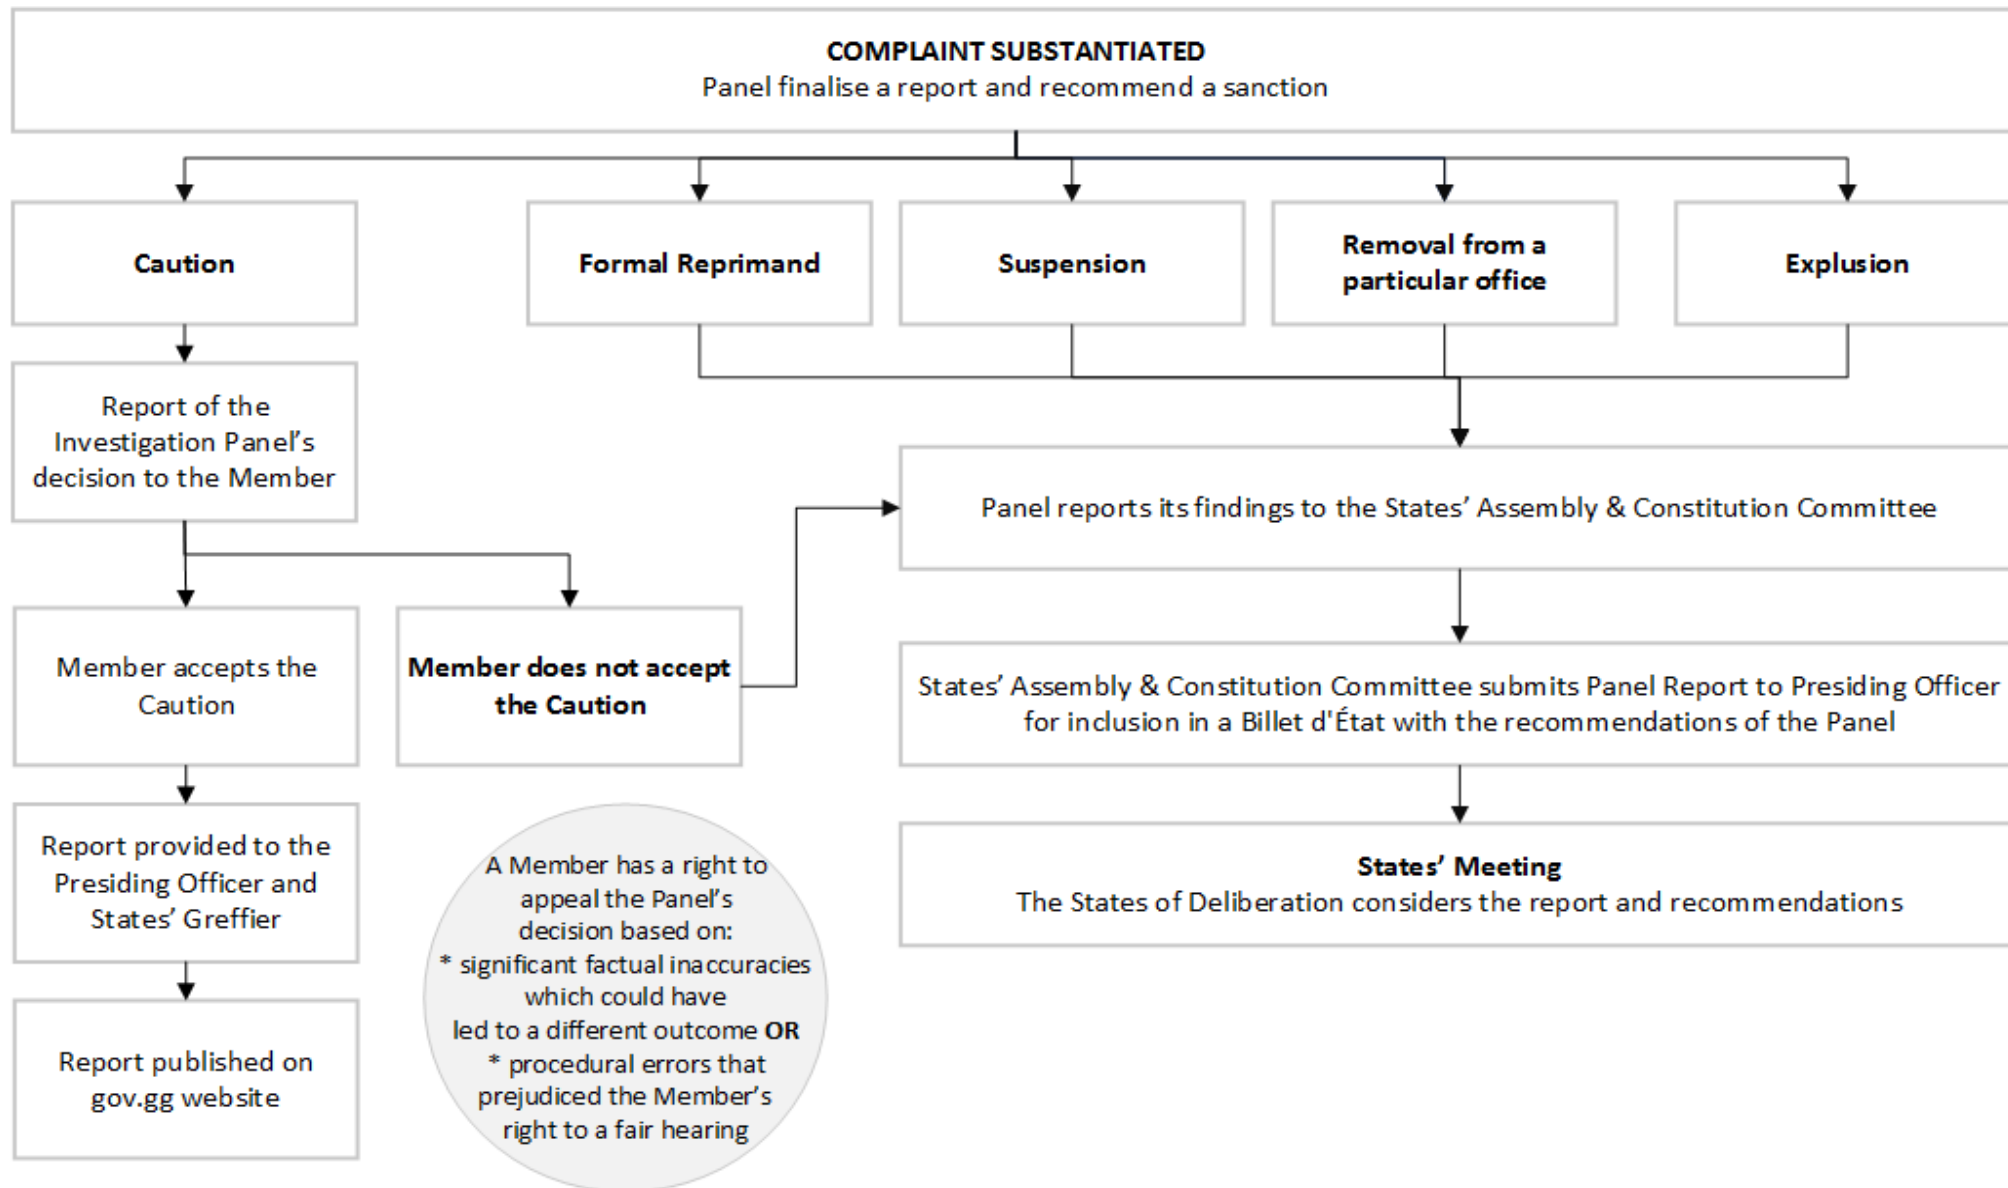 COMPLAINT SUBSTANTIATED
Panel finalise a report and recommend a sanction
Caution
Formal Reprimand
Suspension
Removal from a
particular office
Explusion
Report of the
Investigation Panel's
decision to the Member
Panel reports its findings to the States' Assembly & Constitution Committee
Member accepts the
Caution
Member does not accept
the Caution
States' Assembly & Constitution Committee submits Panel Report to Presiding Officer
for inclusion in a Billet d'État with the recommendations of the Panel
Report provided to the
Presiding Officer and
States' Greffier
A Member has a right to
appeal the Panel's
decision based on:
* significant factual inaccuracies
which could have
led to a different outcome OR
* procedural errors that
prejudiced the Member's
right to a fair hearing
States' Meeting
The States of Deliberation considers the report and recommendations
Report published on
gov.gg website